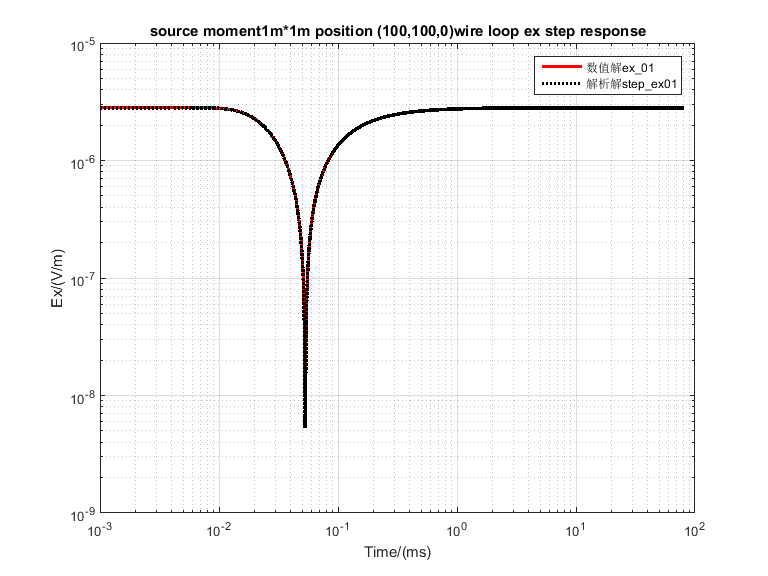 source moment1m*1m position (100,100,0)wire loop ex step response
数值解ex_01
解析解step_ex01
Ex/(V/m)
10^-5
10^-6
10^-7
10^-8
10^-9
10^-3
10^-2
10^-1
10^0
10^1
10^2
Time/(ms)